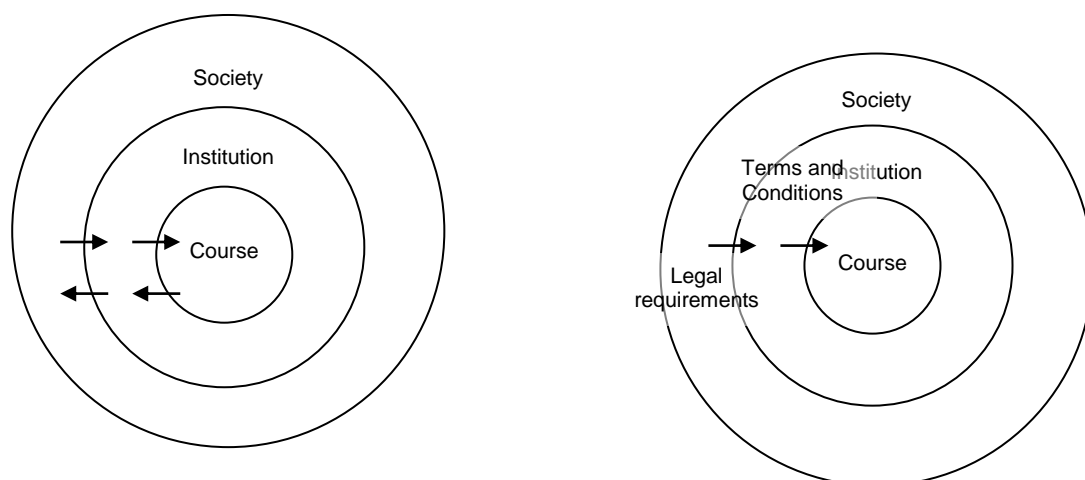 Society
Institution
Course
Society
Terms and
Institution
Conditions
Course
Legal
requirements